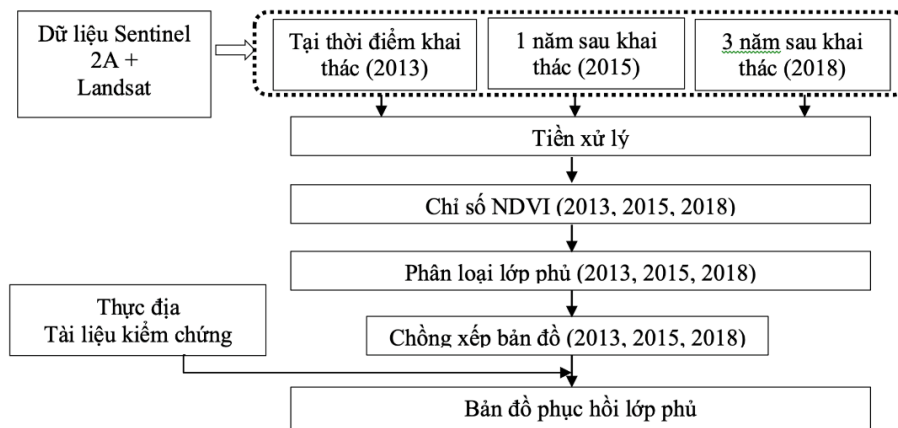 Dữ liệu Sentinel
2A +
Landsat
Tại thời điểm khai
thác (2013)
1 năm sau khai
thác (2015)
3 năm sau khai
thác (2018)
Tiền xử lý
Chỉ số NDVI (2013, 2015, 2018)
Phân loại lớp phủ (2013, 2015, 2018)
Thực địa
Tài liệu kiểm chứng
Chồng xếp bản đồ (2013, 2015, 2018)
Bản đồ phục hồi lớp phủ